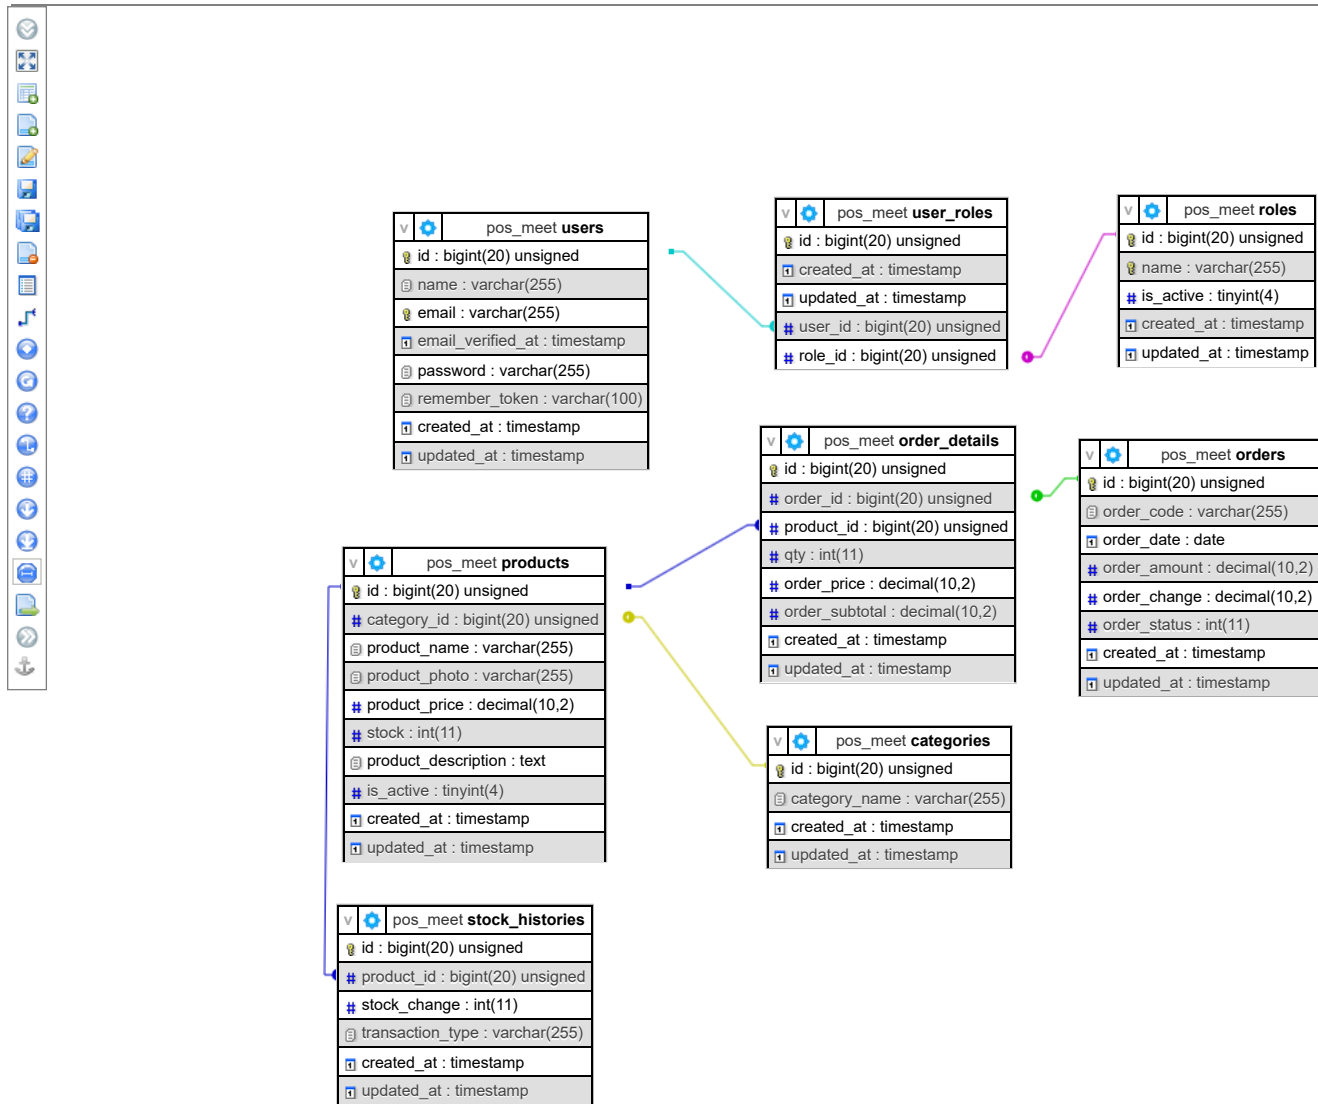 v pos_meet users
id : bigint(20) unsigned
name : varchar(255)
email : varchar(255)
email_verified_at : timestamp
password : varchar(255)
remember_token : varchar(100)
created_at : timestamp
updated_at : timestamp
v pos_meet user_roles
id : bigint(20) unsigned
created_at : timestamp
updated_at : timestamp
user_id : bigint(20) unsigned
role_id : bigint(20) unsigned
v pos_meet roles
id : bigint(20) unsigned
name : varchar(255)
is_active : tinyint(4)
created_at : timestamp
updated_at : timestamp
v pos_meet order_details
id : bigint(20) unsigned
order_id : bigint(20) unsigned
product_id : bigint(20) unsigned
qty : int(11)
order_price : decimal(10,2)
order_subtotal : decimal(10,2)
created_at : timestamp
updated_at : timestamp
v pos_meet orders
id : bigint(20) unsigned
order_code : varchar(255)
order_date : date
order_amount : decimal(10,2)
order_change : decimal(10,2)
order_status : int(11)
created_at : timestamp
updated_at : timestamp
v pos_meet products
id : bigint(20) unsigned
category_id : bigint(20) unsigned
product_name : varchar(255)
product_photo : varchar(255)
product_price : decimal(10,2)
stock : int(11)
product_description : text
is_active : tinyint(4)
created_at : timestamp
updated_at : timestamp
v pos_meet categories
id : bigint(20) unsigned
category_name : varchar(255)
created_at : timestamp
updated_at : timestamp
v pos_meet stock_histories
id : bigint(20) unsigned
product_id : bigint(20) unsigned
stock_change : int(11)
transaction_type : varchar(255)
created_at : timestamp
updated_at : timestamp